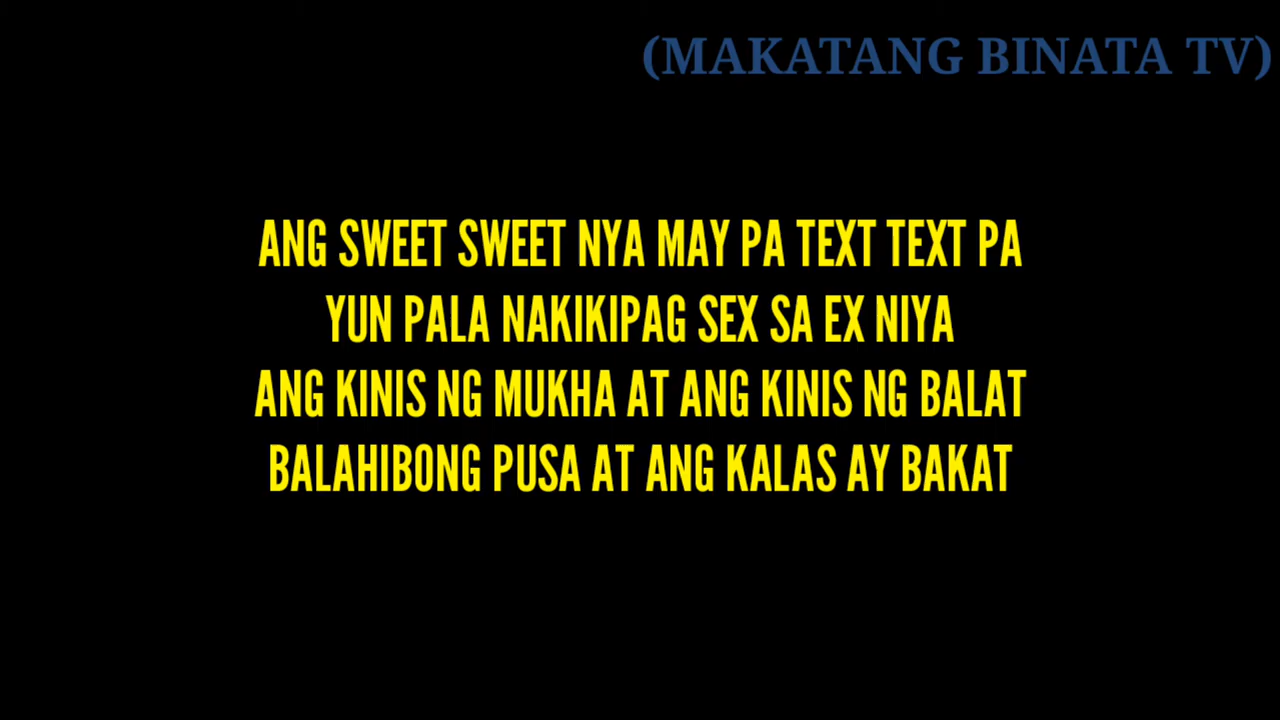 (MAKATANG BINATA TV)
ANG SWEET SWEET NYA MAY PA TEXT TEXT PA
YUN PALA NAKIKIPAG SEX SA EX NIYA
ANG KINIS NG MUKHA AT ANG KINIS NG BALAT
BALAHIBONG PUSA AT ANG KALAS AY BAKAT